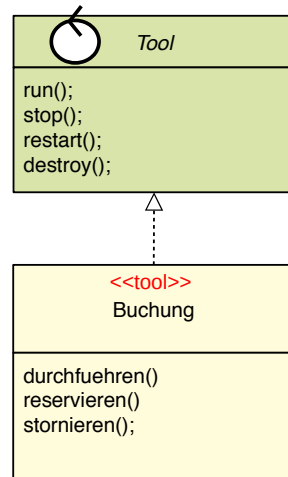 Tool
run();
stop();
restart();
destroy();
<<tool>>
Buchung
durchfuehren()
reservieren()
stornieren();